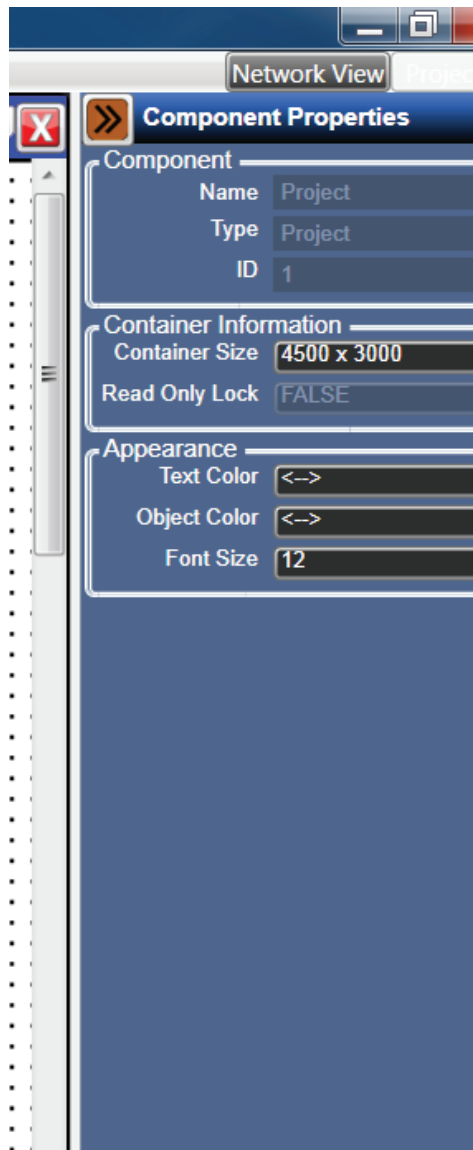 Network View
Project
Component Properties
Component
Name Project
Type Project
ID 1
Container Information
Container Size 4500 x 3000
Read Only Lock FALSE
Appearance
Text Color <-->
Object Color <-->
Font Size 12